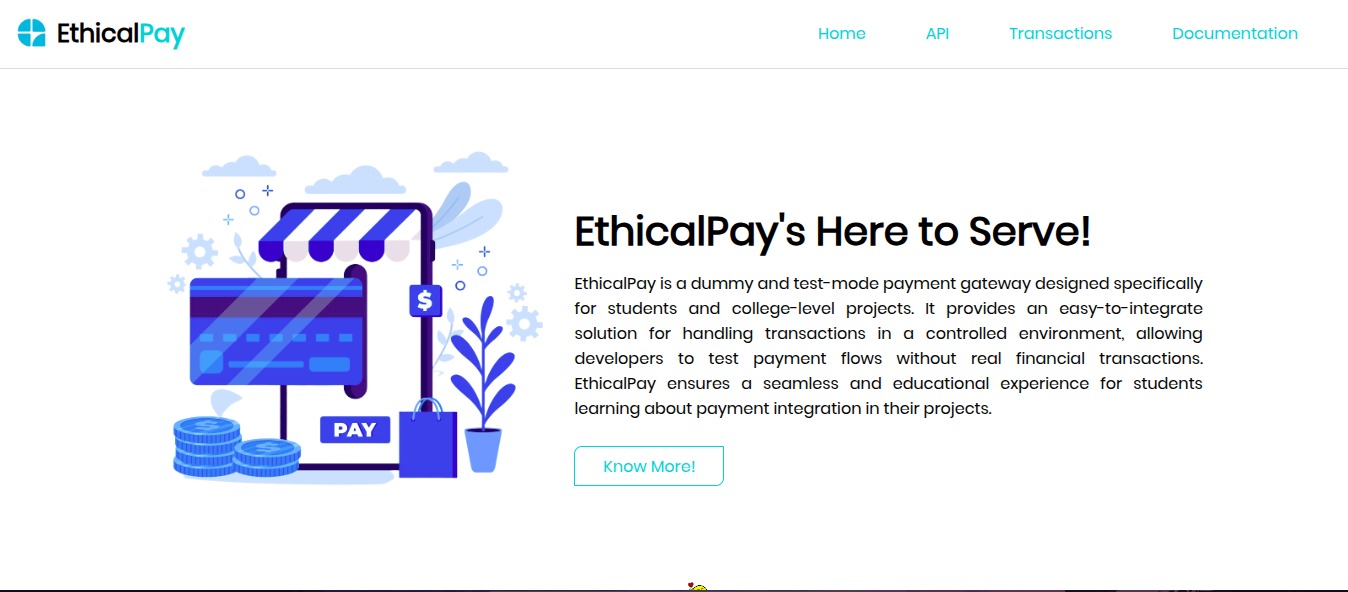 EthicalPay
Home
API
Transactions
Documentation
$
PAY
EthicalPay's Here to Serve!
EthicalPay is a dummy and test-mode payment gateway designed specifically
for students and college-level projects. It provides an easy-to-integrate
solution for handling transactions in a controlled environment, allowing
developers to test payment flows without real financial transactions.
EthicalPay ensures a seamless and educational experience for students
learning about payment integration in their projects.
Know More!